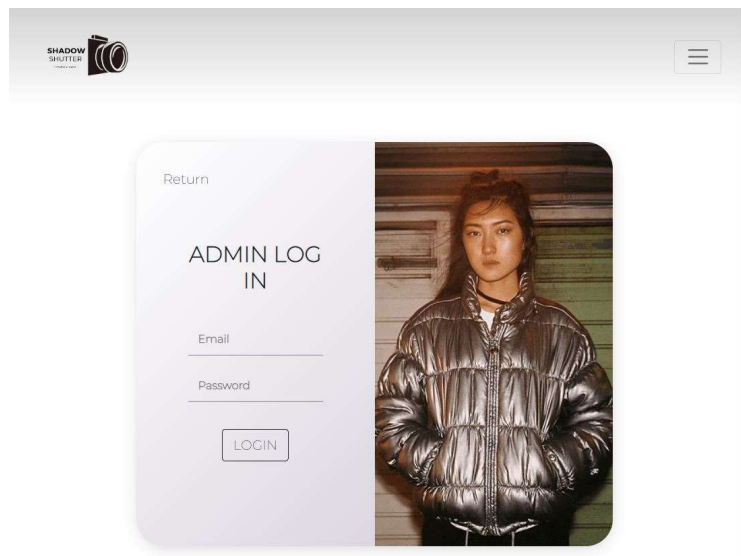 SHADOW
SHUTTER
Return
ADMIN LOG
IN
Email
Password
LOGIN